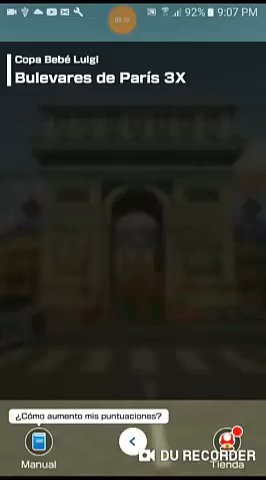 92% 9:07 PM
Copa Bebé Luigi
Bulevares de París 3X
¿Cómo aumento mis puntuaciones?
Manual
Tienda
DU RECORDER